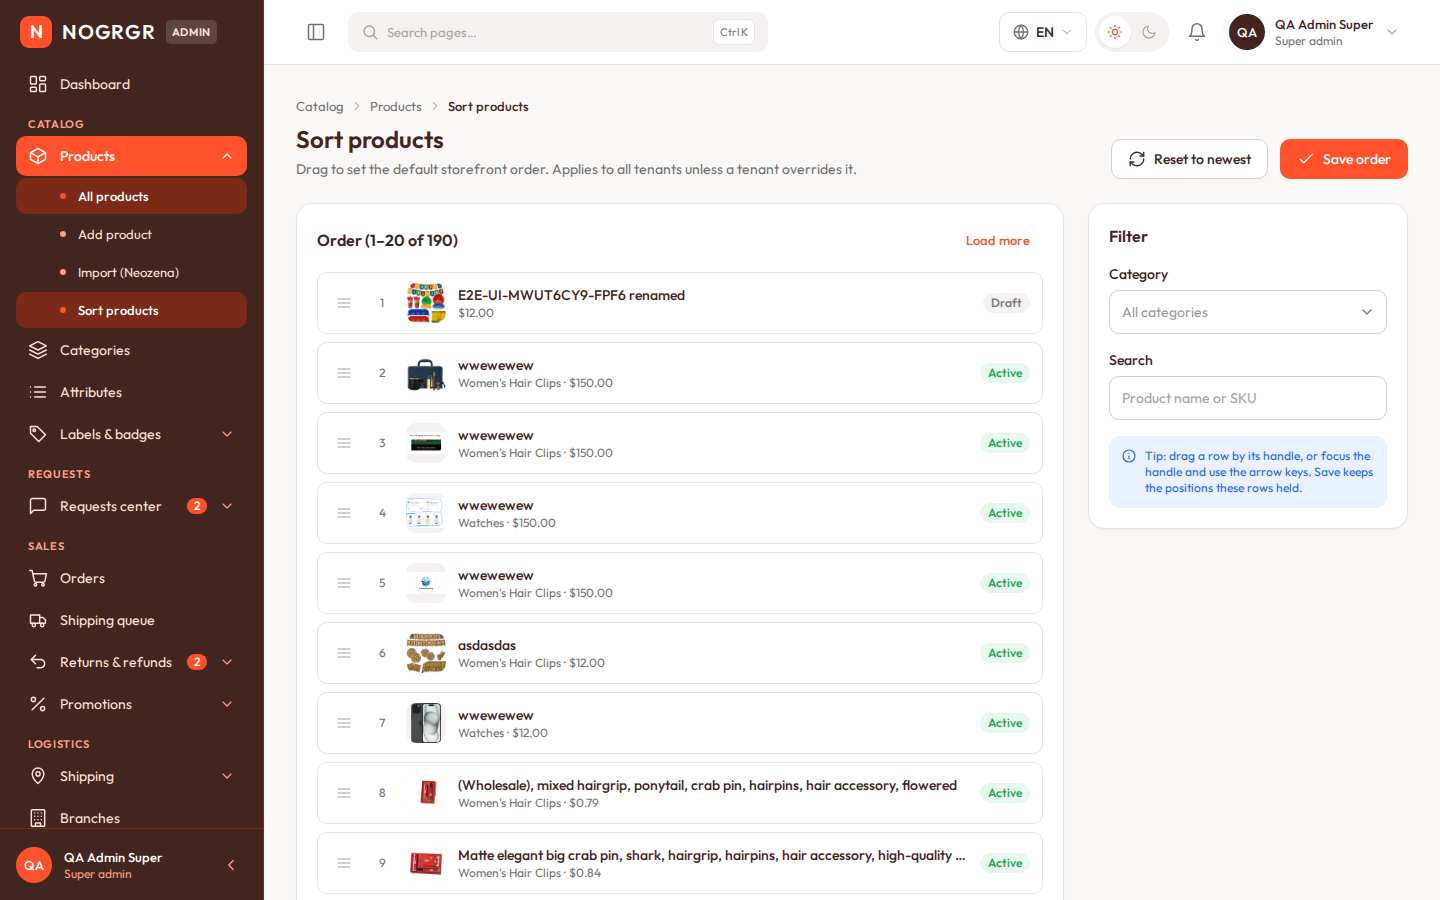 N NOGRGR ADMIN
Search pages...
Ctrl K
EN
QA
QA Admin Super
Super admin
Dashboard
CATALOG
Products
All products
Add product
Import (Neozena)
Sort products
Categories
Attributes
Labels & badges
REQUESTS
Requests center 2
SALES
Orders
Shipping queue
Returns & refunds 2
Promotions
LOGISTICS
Shipping
Branches
QA
QA Admin Super
Super admin
Catalog > Products > Sort products
Sort products
Drag to set the default storefront order. Applies to all tenants unless a tenant overrides it.
Reset to newest
Save order
Order (1–20 of 190)
Load more
1
E2E-UI-MWUT6CY9-FPF6 renamed
$12.00
Draft
2
wwewewew
Women's Hair Clips · $150.00
Active
3
wwewewew
Women's Hair Clips · $150.00
Active
4
wwewewew
Watches · $150.00
Active
5
wwewewew
Women's Hair Clips · $150.00
Active
6
asdasdas
Women's Hair Clips · $12.00
Active
7
wwewewew
Watches · $12.00
Active
8
(Wholesale), mixed hairgrip, ponytail, crab pin, hairpins, hair accessory, flowered
Women's Hair Clips · $0.79
Active
9
Matte elegant big crab pin, shark, hairgrip, hairpins, hair accessory, high-quality ...
Women's Hair Clips · $0.84
Active
Filter
Category
All categories
Search
Product name or SKU
Tip: drag a row by its handle, or focus the
handle and use the arrow keys. Save keeps
the positions these rows held.